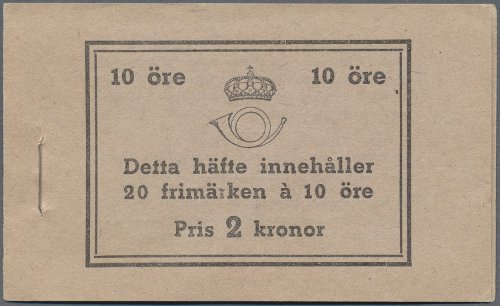 10 öre 10 öre
Detta häfte innehåller
20 frimärken à 10 öre
Pris 2 kronor